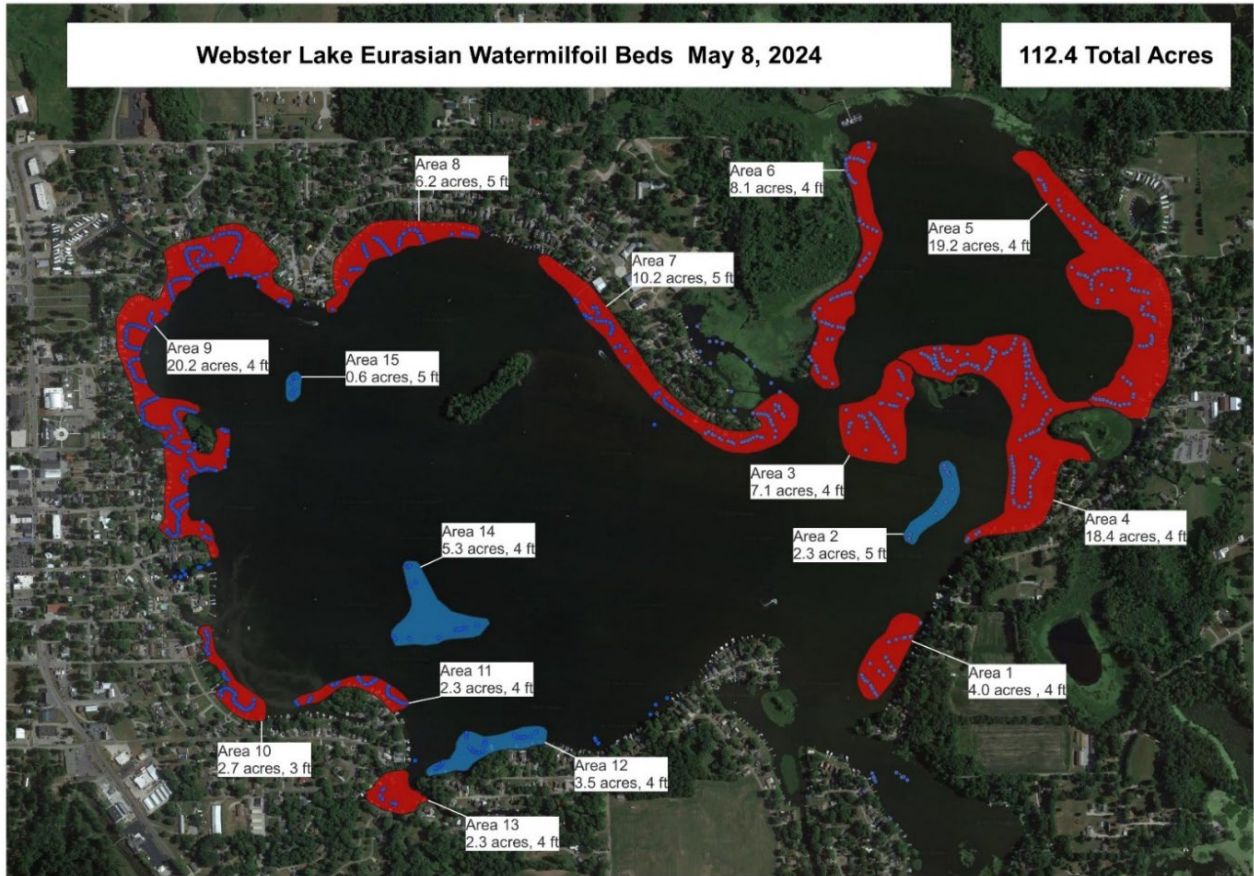 Webster Lake Eurasian Watermilfoil Beds  May 8, 2024
112.4 Total Acres
Area 8
6.2 acres, 5 ft
Area 6
8.1 acres, 4 ft
Area 5
19.2 acres, 4 ft
Area 7
10.2 acres, 5 ft
Area 9
20.2 acres, 4 ft
Area 15
0.6 acres, 5 ft
Area 3
7.1 acres, 4 ft
Area 4
18.4 acres, 4 ft
Area 2
2.3 acres, 5 ft
Area 14
5.3 acres, 4 ft
Area 11
2.3 acres, 4 ft
Area 1
4.0 acres , 4 ft
Area 10
2.7 acres, 3 ft
Area 12
3.5 acres, 4 ft
Area 13
2.3 acres, 4 ft